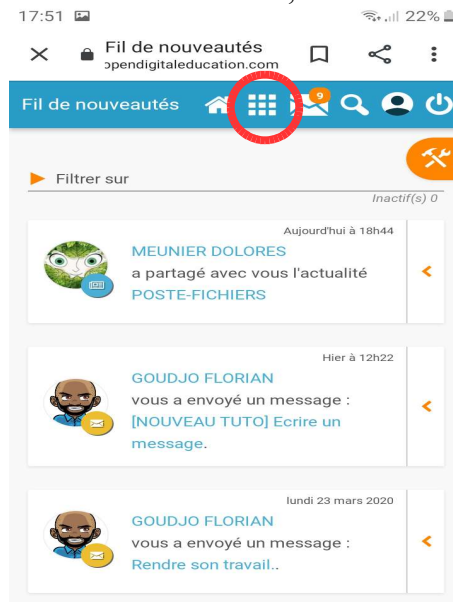 17:51 22%
Fil de nouveautés
opendigitaleducation.com
Fil de nouveautés 9
Filtrer sur
Inactif(s) 0
Aujourd'hui à 18h44
MEUNIER DOLORES
a partagé avec vous l'actualité
POSTE-FICHIERS
Hier à 12h22
GOUDJO FLORIAN
vous a envoyé un message :
[NOUVEAU TUTO] Ecrire un
message.
lundi 23 mars 2020
GOUDJO FLORIAN
vous a envoyé un message :
Rendre son travail..